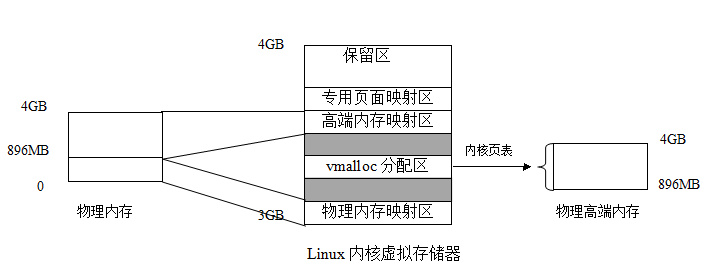 4GB
保留区
专用页面映射区
4GB
高端内存映射区
896MB
vmalloc 分配区
内核页表
4GB
896MB
0
物理内存
3GB
物理内存映射区
物理高端内存
Linux 内核虚拟存储器